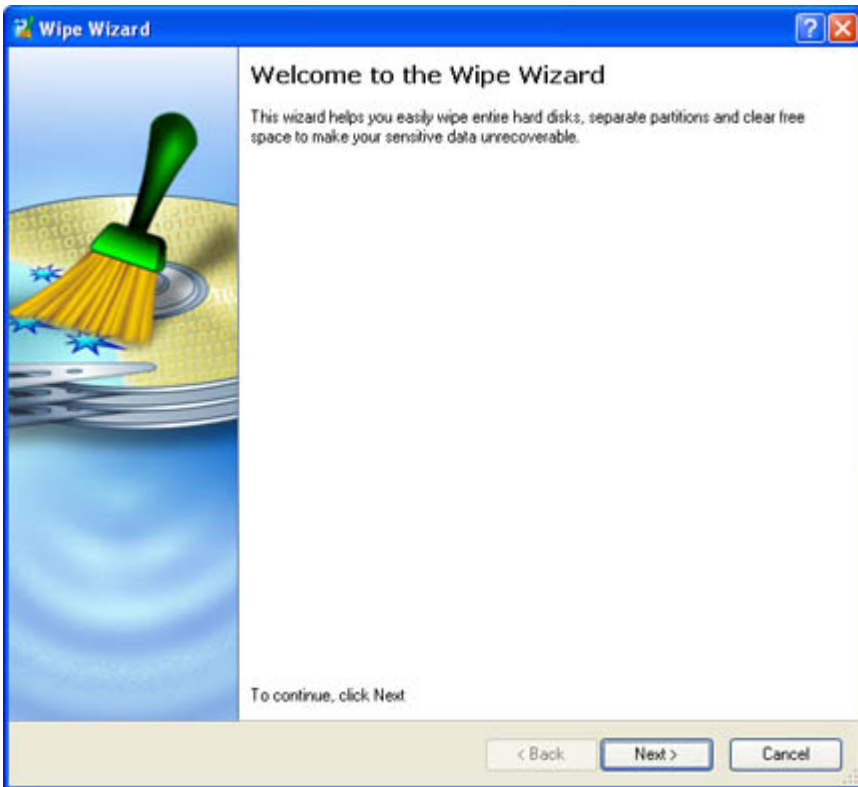 Wipe Wizard
Welcome to the Wipe Wizard
This wizard helps you easily wipe entire hard disks, separate partitions and clear free
space to make your sensitive data unrecoverable.
To continue, click Next
< Back
Next >
Cancel